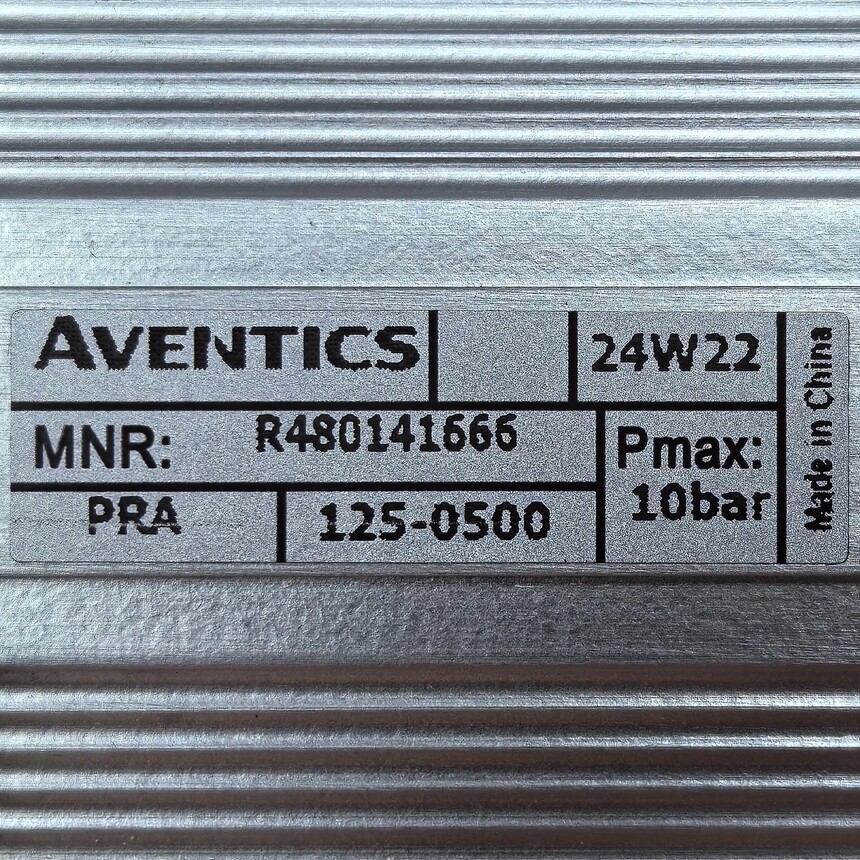 AVENTICS
24W22
MNR: R480141666
Pmax:
10bar
PRA
125-0500
Made in China